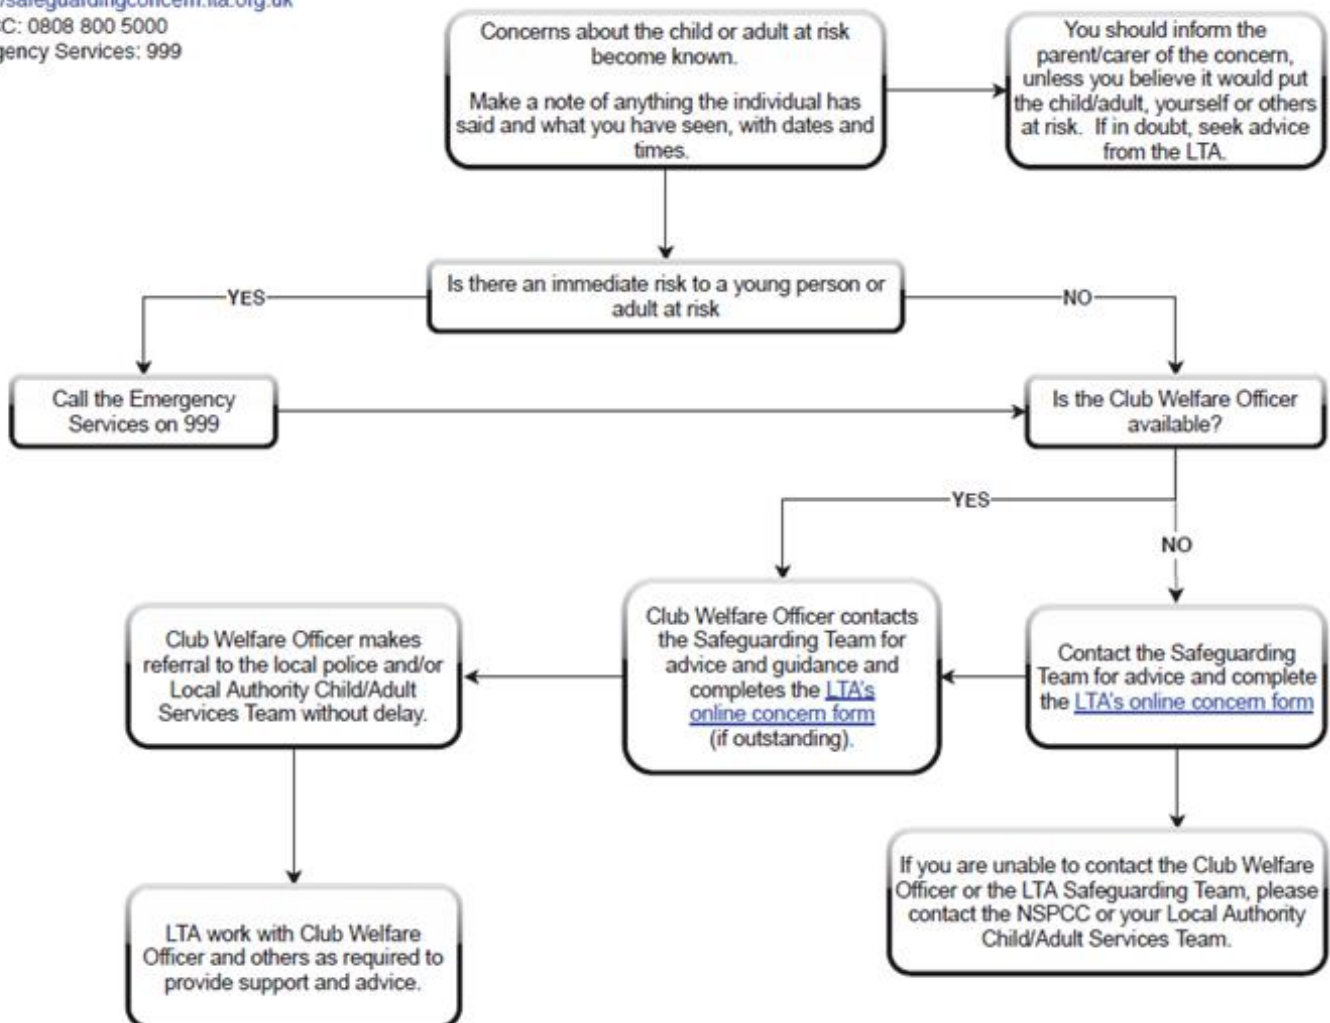 /safeguardingconcern.lta.org.uk
C: 0808 800 5000
gency Services: 999
Concerns about the child or adult at risk
become known.
Make a note of anything the individual has
said and what you have seen, with dates and
times.
You should inform the
parent/carer of the concern,
unless you believe it would put
the child/adult, yourself or others
at risk. If in doubt, seek advice
from the LTA.
Is there an immediate risk to a young person or
adult at risk
YES
NO
Call the Emergency
Services on 999
Is the Club Welfare Officer
available?
YES
NO
Club Welfare Officer makes
referral to the local police and/or
Local Authority Child/Adult
Services Team without delay.
Club Welfare Officer contacts
the Safeguarding Team for
advice and guidance and
completes the LTA's
online concern form
(if outstanding).
Contact the Safeguarding
Team for advice and complete
the LTA's online concern form
If you are unable to contact the Club Welfare
Officer or the LTA Safeguarding Team, please
contact the NSPCC or your Local Authority
Child/Adult Services Team.
LTA work with Club Welfare
Officer and others as required to
provide support and advice.